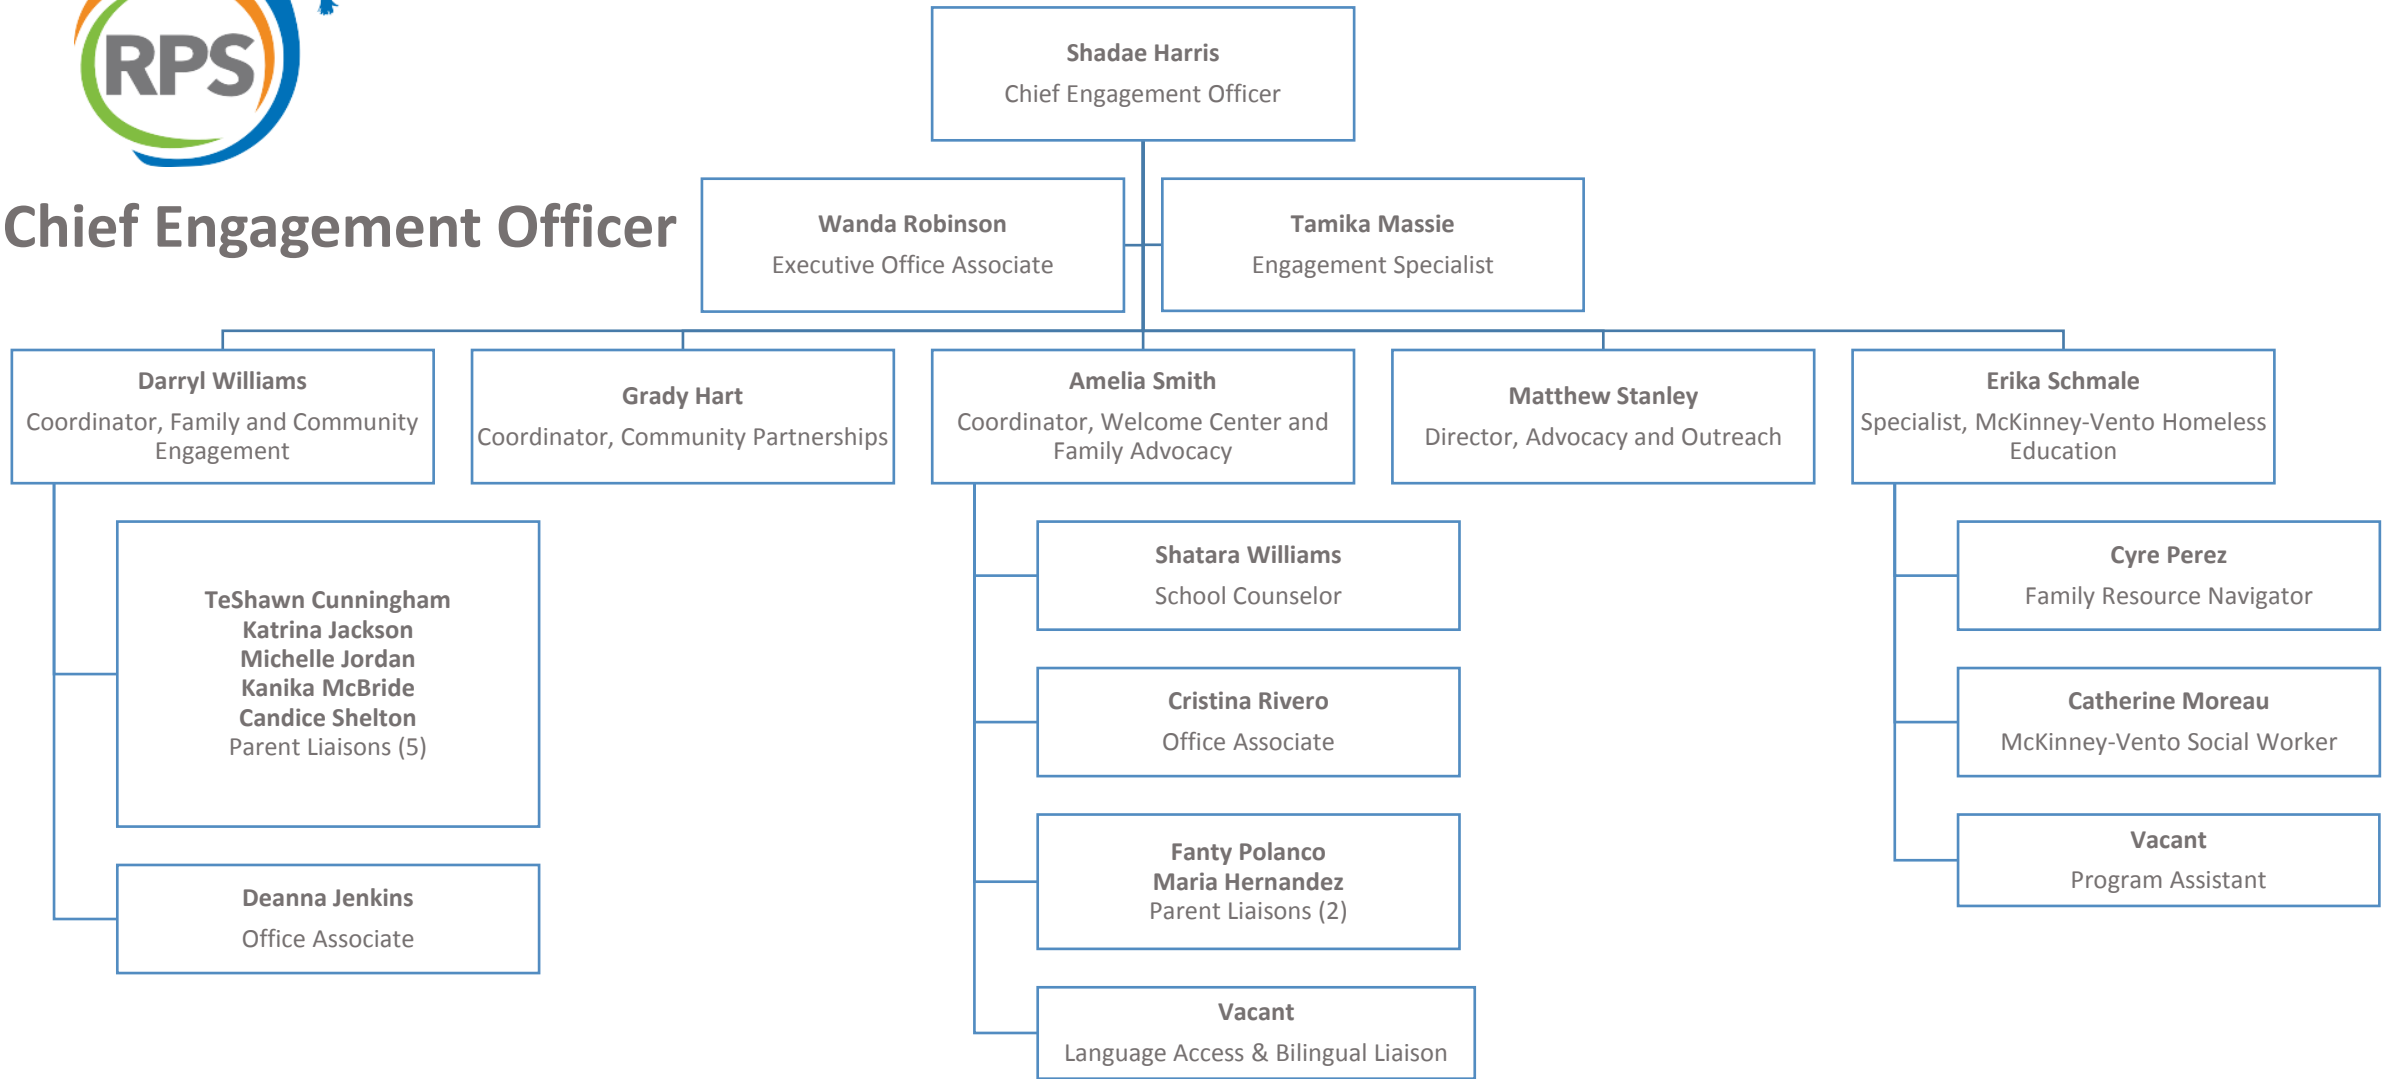 RPS
Chief Engagement Officer
Shadae Harris
Chief Engagement Officer
Wanda Robinson
Executive Office Associate
Tamika Massie
Engagement Specialist
Darryl Williams
Coordinator, Family and Community
Engagement
Grady Hart
Coordinator, Community Partnerships
Amelia Smith
Coordinator, Welcome Center and
Family Advocacy
Matthew Stanley
Director, Advocacy and Outreach
Erika Schmale
Specialist, McKinney-Vento Homeless
Education
TeShawn Cunningham
Katrina Jackson
Michelle Jordan
Kanika McBride
Candice Shelton
Parent Liaisons (5)
Deanna Jenkins
Office Associate
Shatara Williams
School Counselor
Cristina Rivero
Office Associate
Fanty Polanco
Maria Hernandez
Parent Liaisons (2)
Vacant
Language Access & Bilingual Liaison
Cyre Perez
Family Resource Navigator
Catherine Moreau
McKinney-Vento Social Worker
Vacant
Program Assistant